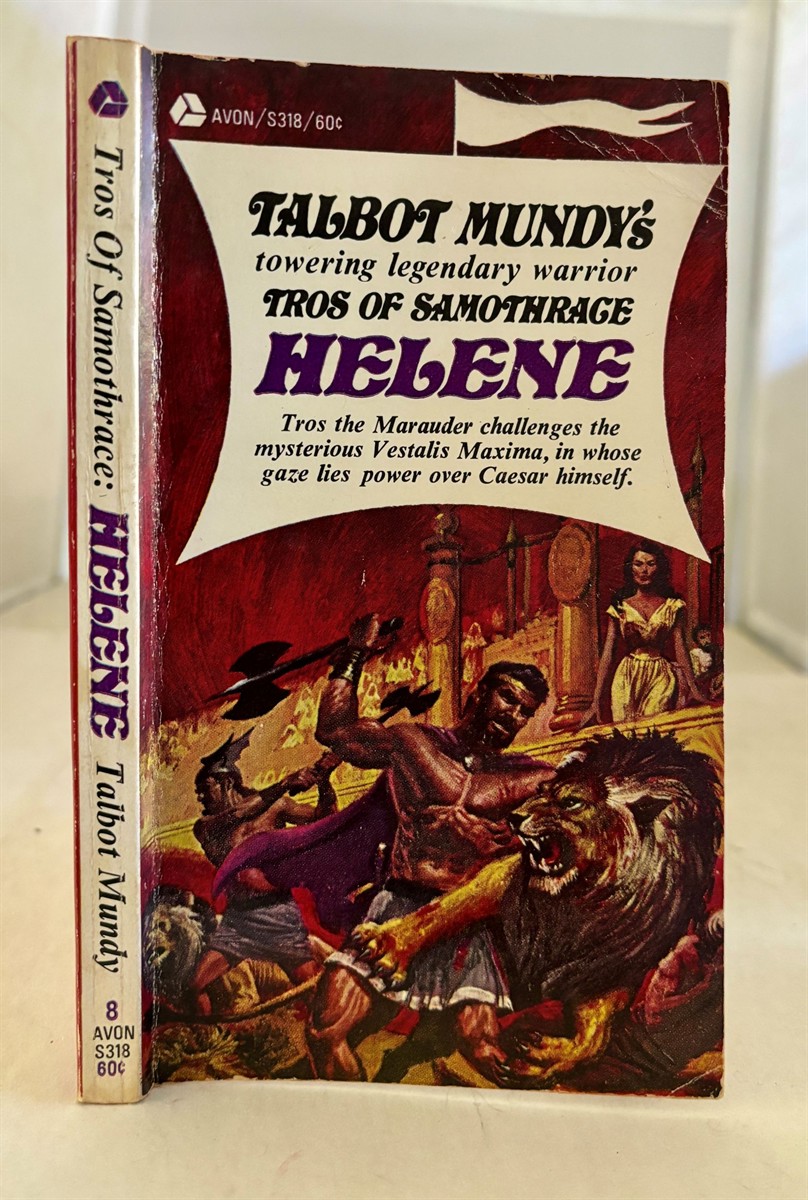 Tros Of Samothrace: HELENE Talbot Mundy
8
AVON
S318
60¢
AVON/S318/60¢
TALBOT MUNDY's
towering legendary warrior
TROS OF SAMOTHRACE
HELENE
Tros the Marauder challenges the
mysterious Vestalis Maxima, in whose
gaze lies power over Caesar himself.